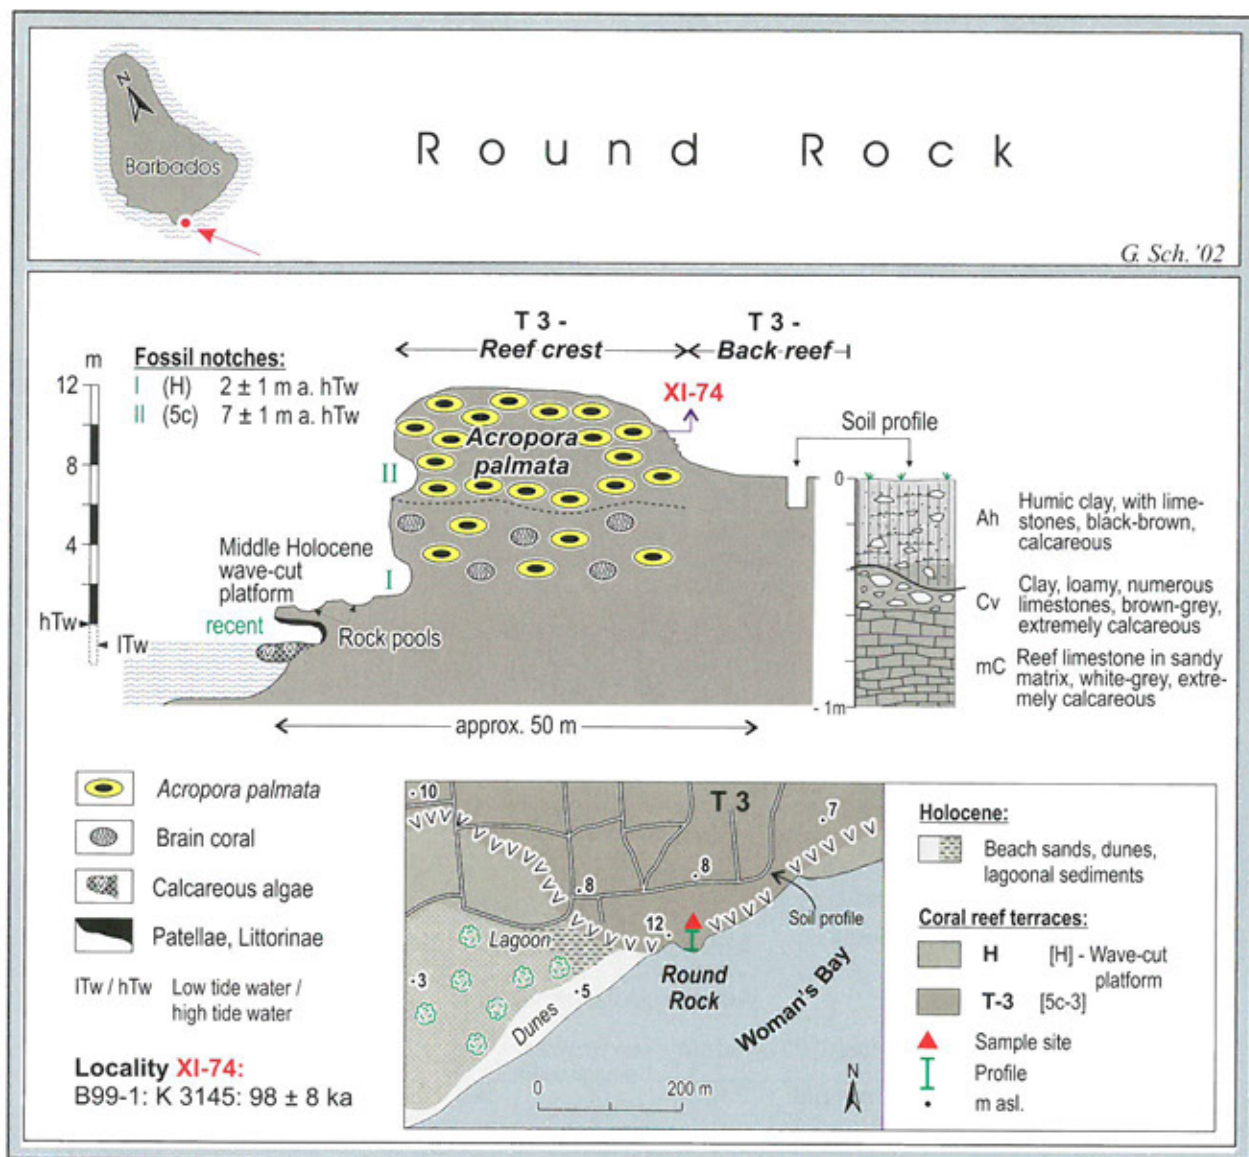 N
Barbados
Round Rock
G. Sch. '02
T 3 -
Reef crest
T 3 -
Back reef
m
12
8
4
hTw
lTw
Fossil notches:
I (H) 2 ± 1 m a. hTw
II (5c) 7 ± 1 m a. hTw
XI-74
Acropora
palmata
II
I
Middle Holocene
wave-cut
platform
recent
Rock pools
approx. 50 m
Soil profile
0
- 1m
Ah
Humic clay, with lime-
stones, black-brown,
calcareous
Cv
Clay, loamy, numerous
limestones, brown-grey,
extremely calcareous
mC
Reef limestone in sandy
matrix, white-grey, extre-
mely calcareous
Acropora palmata
Brain coral
Calcareous algae
Patellae, Littorinae
lTw / hTw Low tide water /
high tide water
Locality XI-74:
B99-1: K 3145: 98 ± 8 ka
.10
T 3
.7
.8
.8
12.
Soil profile
Lagoon
Round
Rock
.3
.5
Dunes
Woman's Bay
0 200 m
N
Holocene:
Beach sands, dunes,
lagoonal sediments
Coral reef terraces:
H [H] - Wave-cut
platform
T-3 [5c-3]
Sample site
Profile
m asl.